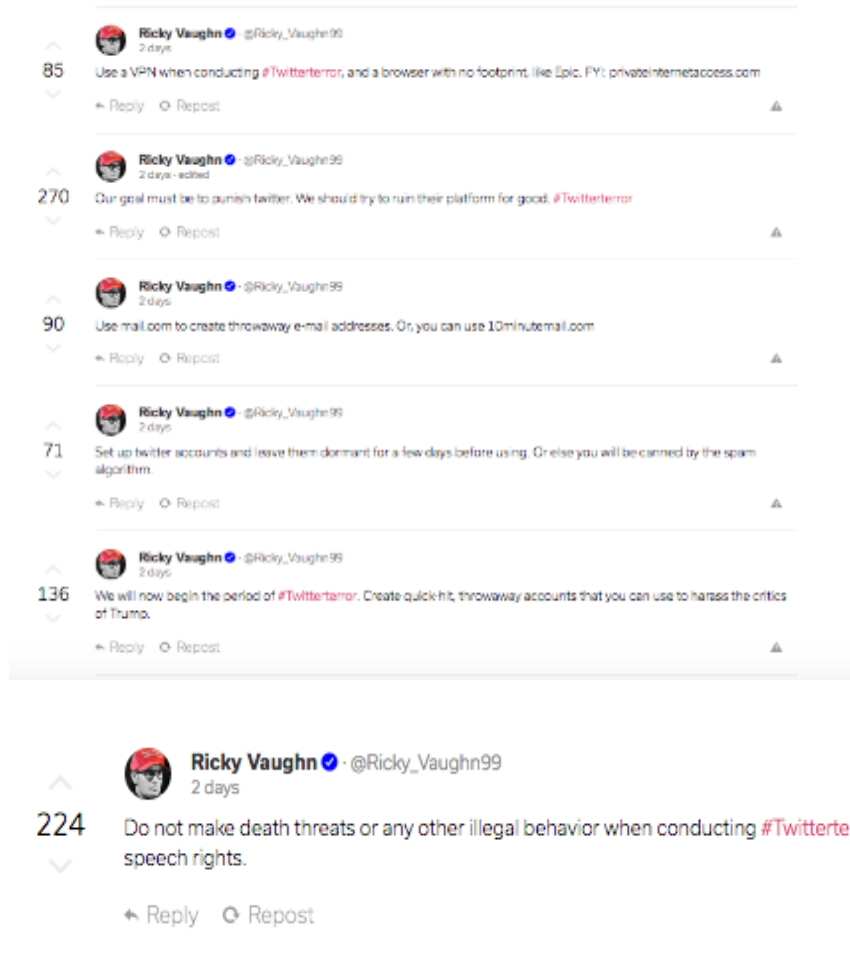 Ricky Vaughn · @Ricky_Vaughn99
2 days
85
Use a VPN when conducting #Twitterterror, and a browser with no footprint, like Epic. FYI: privateinternetaccess.com
Reply Repost
Ricky Vaughn · @Ricky_Vaughn99
2 days · edited
270
Our goal must be to punish twitter. We should try to ruin their platform for good. #Twitterterror
Reply Repost
Ricky Vaughn · @Ricky_Vaughn99
2 days
90
Use mail.com to create throwaway e-mail addresses. Or, you can use 10minutemail.com
Reply Repost
Ricky Vaughn · @Ricky_Vaughn99
2 days
71
Set up twitter accounts and leave them dormant for a few days before using. Or else you will be canned by the spam
algorithm.
Reply Repost
Ricky Vaughn · @Ricky_Vaughn99
2 days
136
We will now begin the period of #Twitterterror. Create quick-hit, throwaway accounts that you can use to harass the critics
of Trump.
Reply Repost
Ricky Vaughn · @Ricky_Vaughn99
2 days
224
Do not make death threats or any other illegal behavior when conducting #Twitterte
speech rights.
Reply Repost